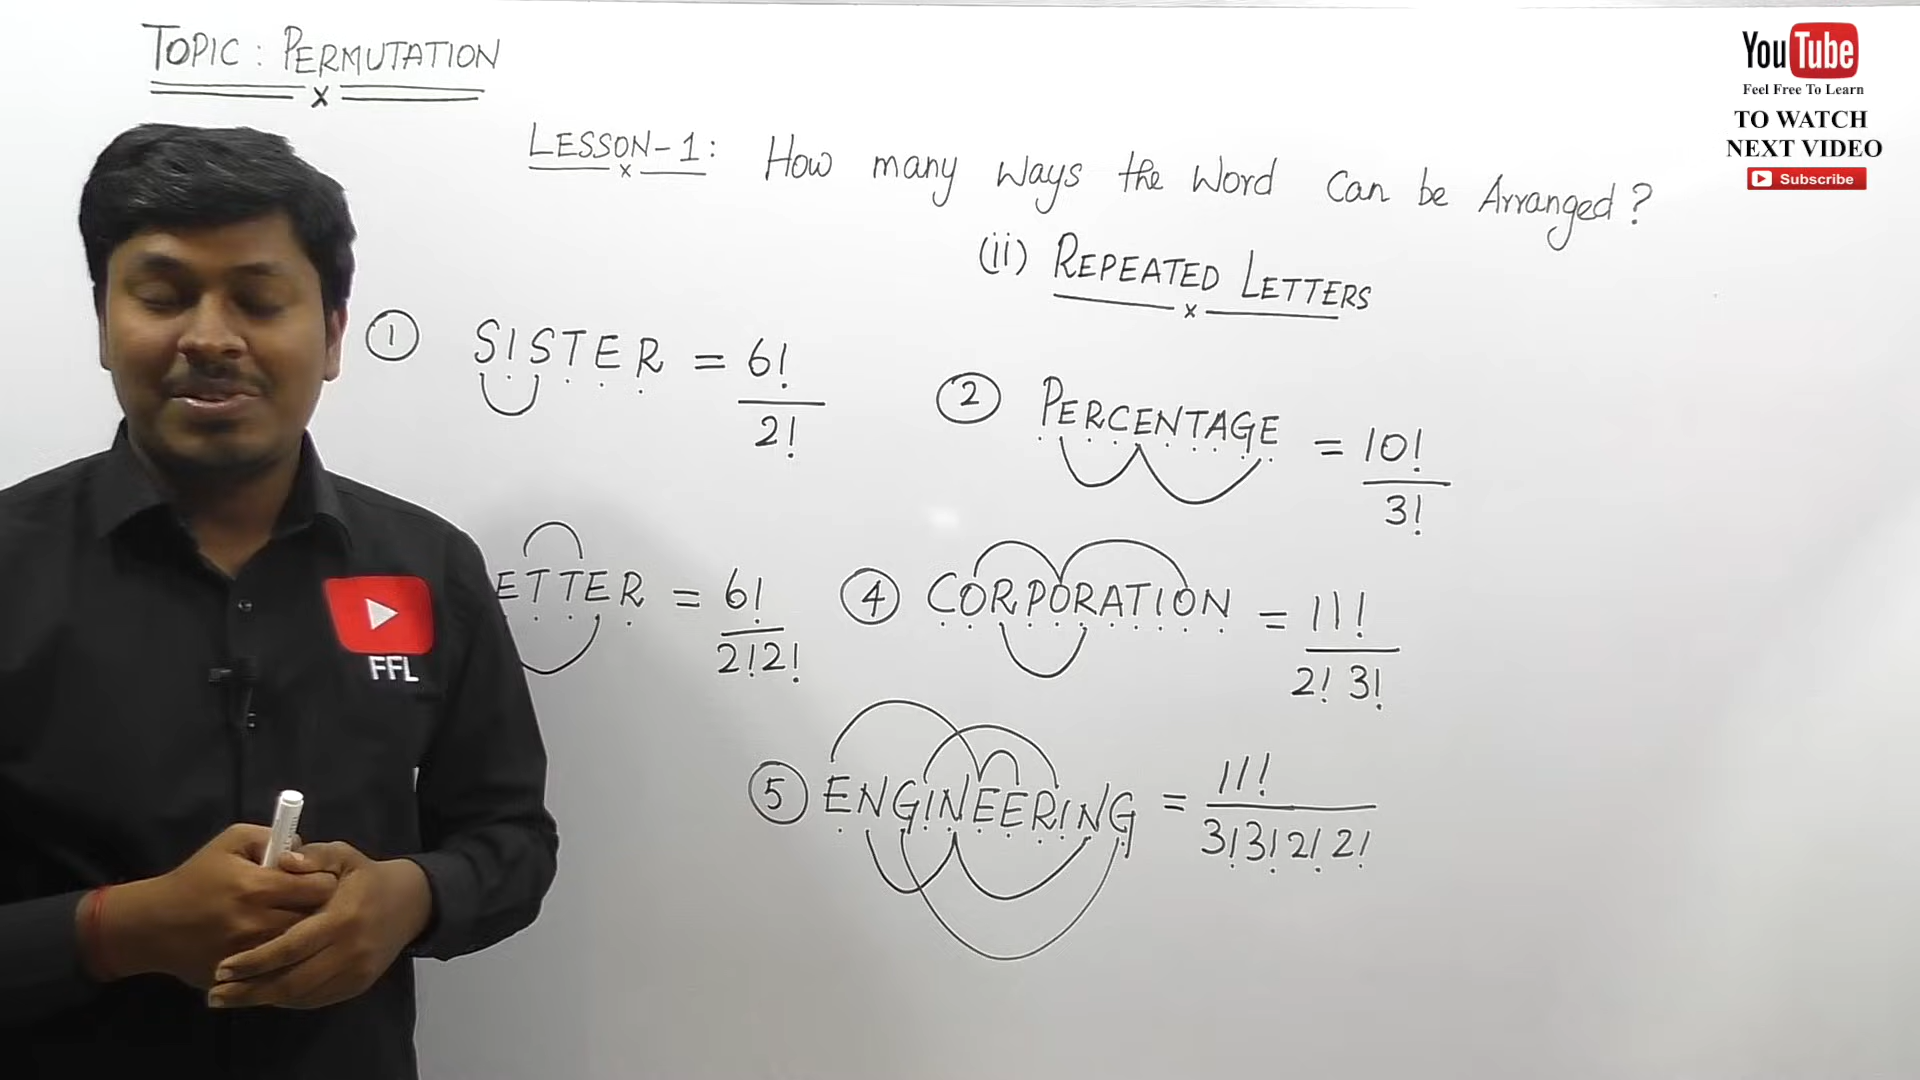 TOPIC : PERMUTATION
x
YouTube
Feel Free To Learn
TO WATCH
NEXT VIDEO
Subscribe
LESSON-1: How many Ways the Word Can be Arranged?
x
(ii) REPEATED LETTERS
x
1 SISTER = 6!
2!
2 PERCENTAGE = 10!
3!
ETTER = 6!
2!2!
4 CORPORATION = 11!
2! 3!
5 ENGINEERING = 11!
3!3!2!2!
FFL